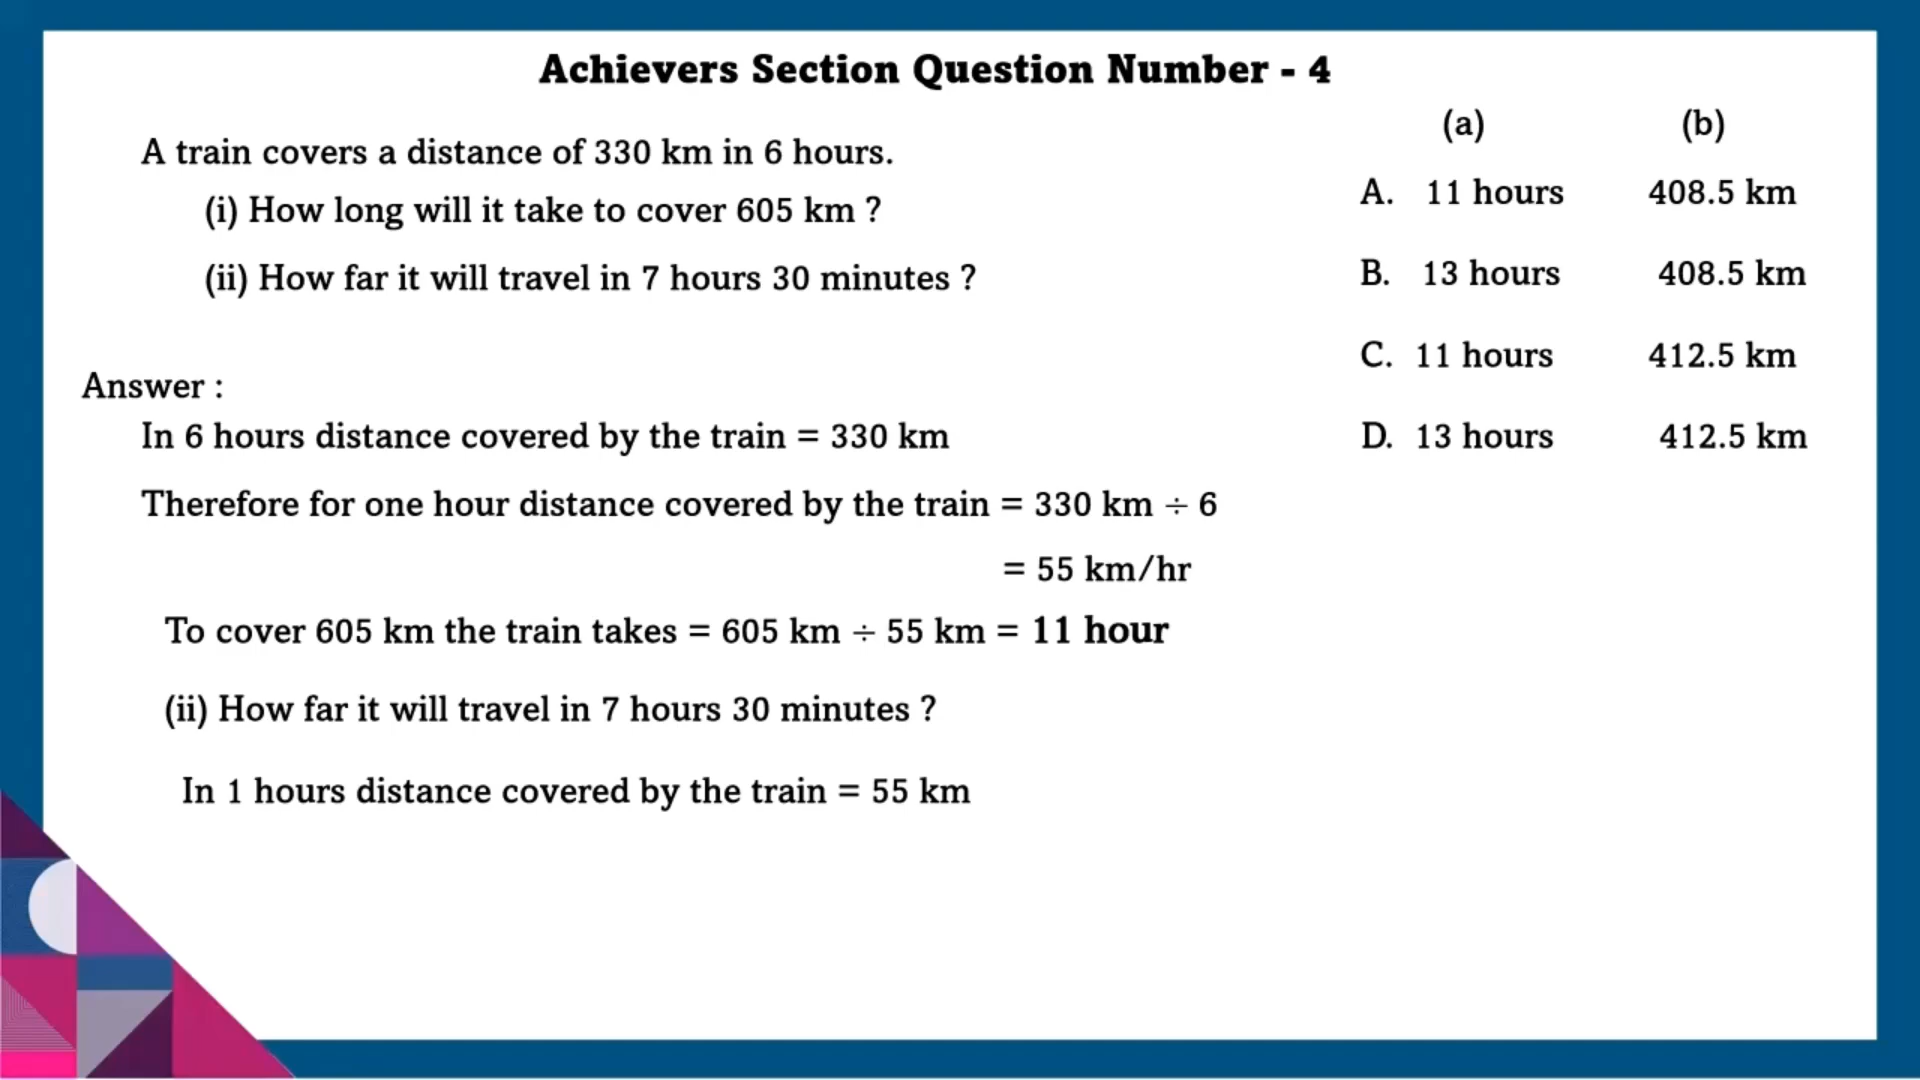 Achievers Section Question Number - 4
A train covers a distance of 330 km in 6 hours.
(i) How long will it take to cover 605 km ?
(ii) How far it will travel in 7 hours 30 minutes ?
(a) (b)
A. 11 hours 408.5 km
B. 13 hours 408.5 km
C. 11 hours 412.5 km
D. 13 hours 412.5 km
Answer :
In 6 hours distance covered by the train = 330 km
Therefore for one hour distance covered by the train = 330 km ÷ 6
= 55 km/hr
To cover 605 km the train takes = 605 km ÷ 55 km = 11 hour
(ii) How far it will travel in 7 hours 30 minutes ?
In 1 hours distance covered by the train = 55 km